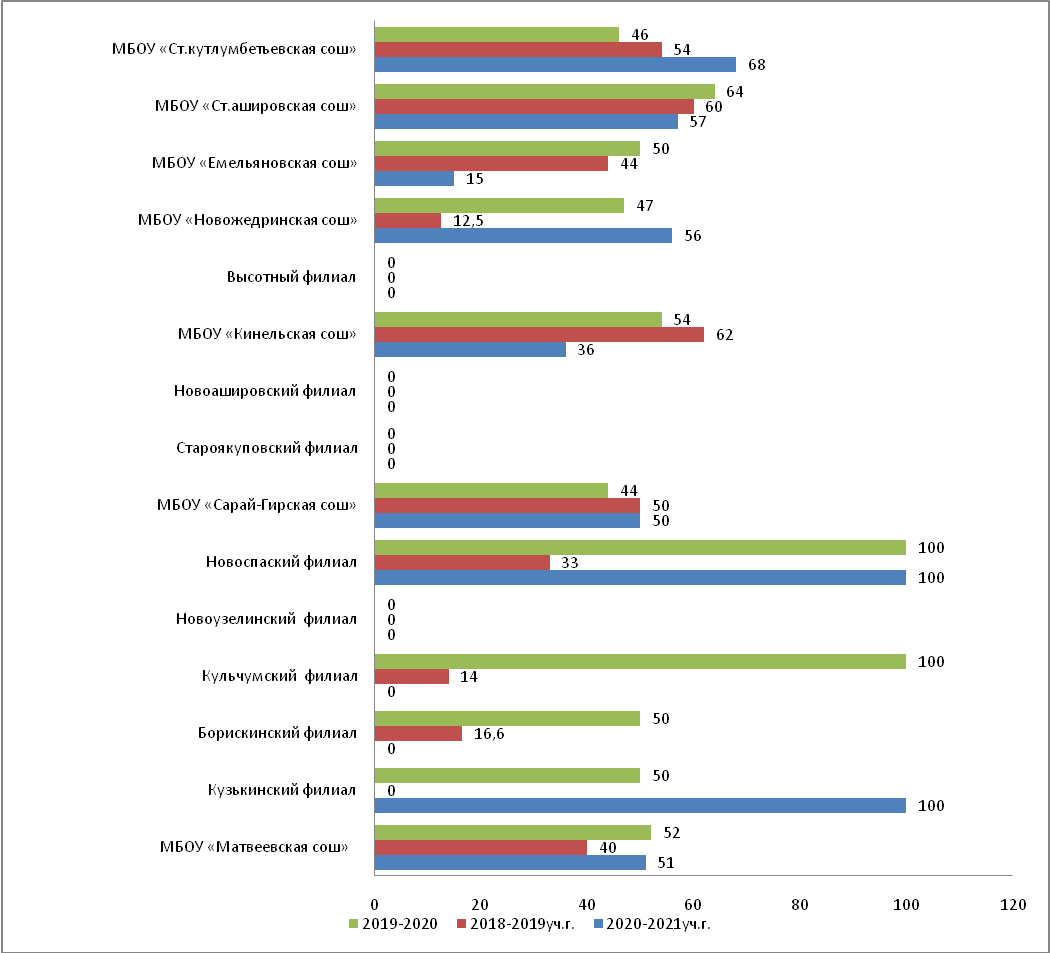 46
МБОУ «Ст.кутлумбетьевская сош»
54
68
64
МБОУ «Ст.ашировская сош»
60
57
50
МБОУ «Емельяновская сош»
44
15
47
МБОУ «Новожедринская сош»
12,5
56
0
Высотный филиал
0
0
54
МБОУ «Кинельская сош»
62
36
0
Новоашировский филиал
0
0
0
Староякуповский филиал
0
0
44
МБОУ «Сарай-Гирская сош»
50
50
100
Новоспаский филиал
33
100
0
Новоузелинский филиал
0
0
100
Кульчумский филиал
14
0
50
Борискинский филиал
16,6
0
50
Кузькинский филиал
0
100
52
МБОУ «Матвеевская сош»
40
51
0 20 40 60 80 100 120
2019-2020 2018-2019уч.г. 2020-2021уч.г.